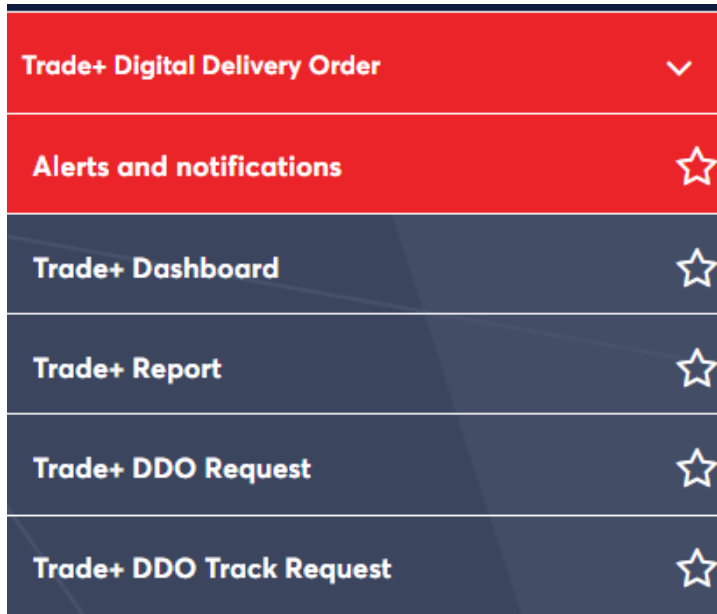 Trade+ Digital Delivery Order
Alerts and notifications
Trade+ Dashboard
Trade+ Report
Trade+ DDO Request
Trade+ DDO Track Request